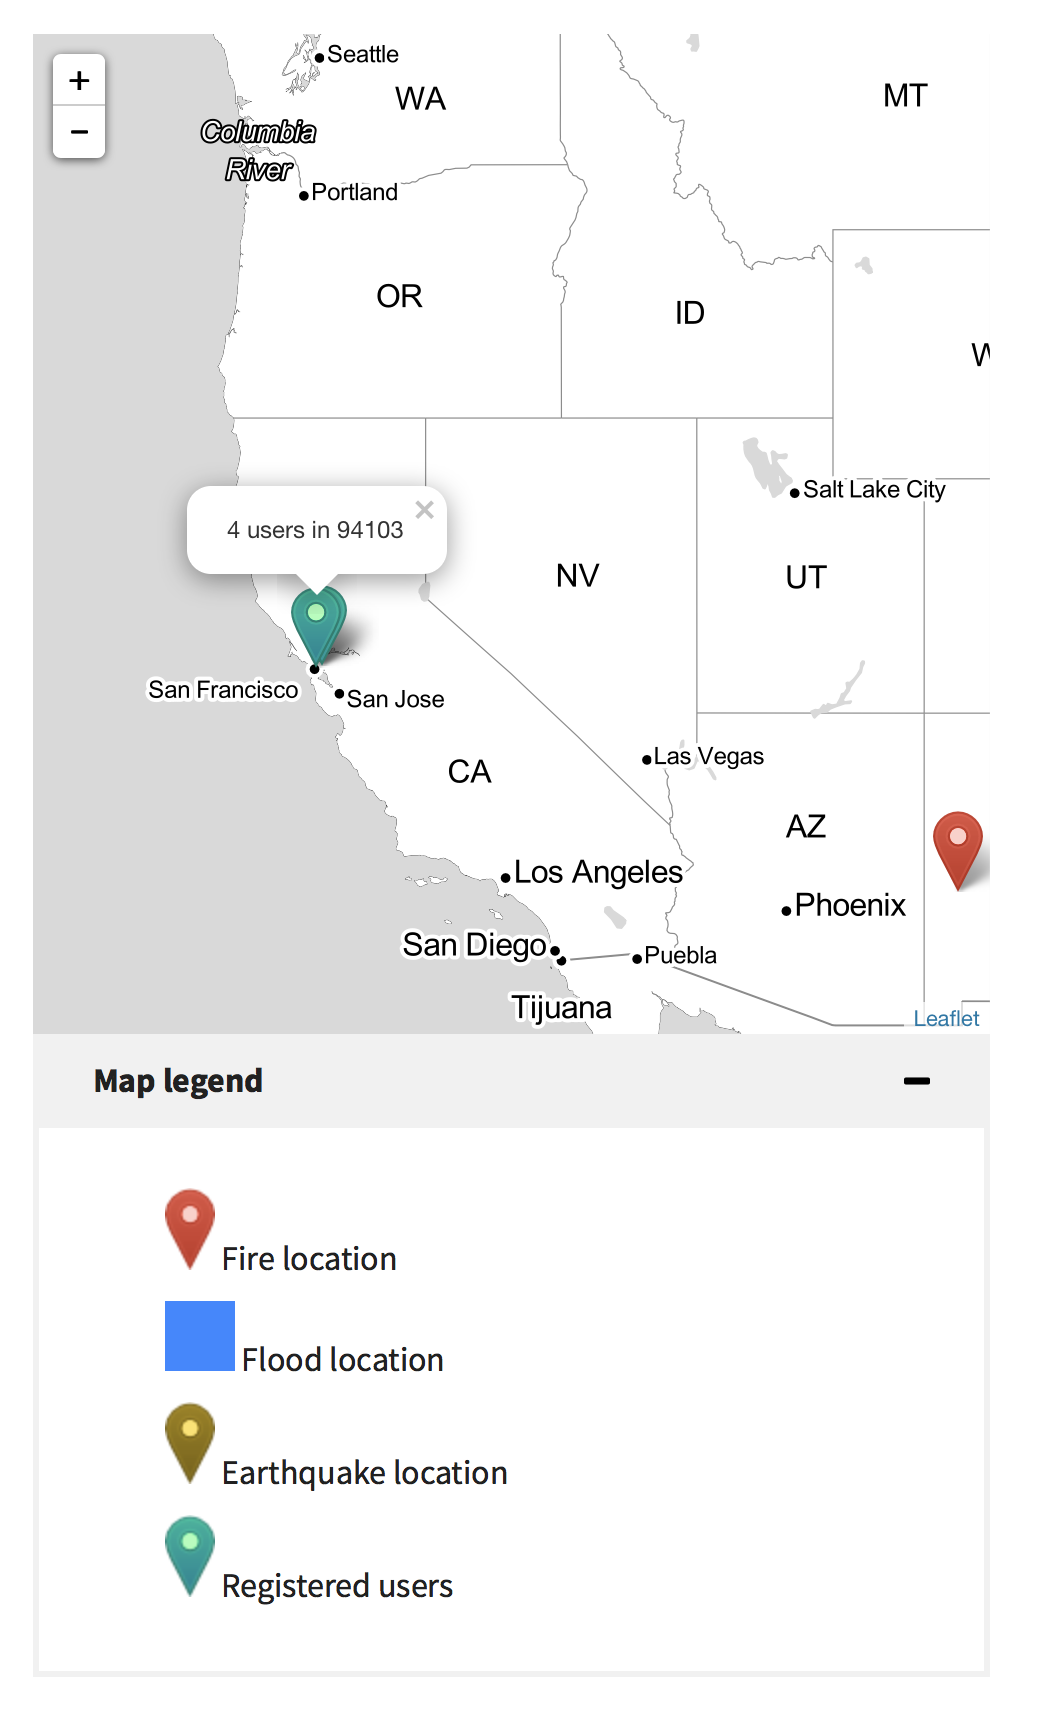 +
Seattle
WA
MT
−
Columbia
River
Portland
OR
ID
W
Salt Lake City
×
4 users in 94103
NV
UT
San Francisco
San Jose
Las Vegas
CA
AZ
Los Angeles
Phoenix
San Diego
Puebla
Tijuana
Leaflet
Map legend
Fire location
Flood location
Earthquake location
Registered users